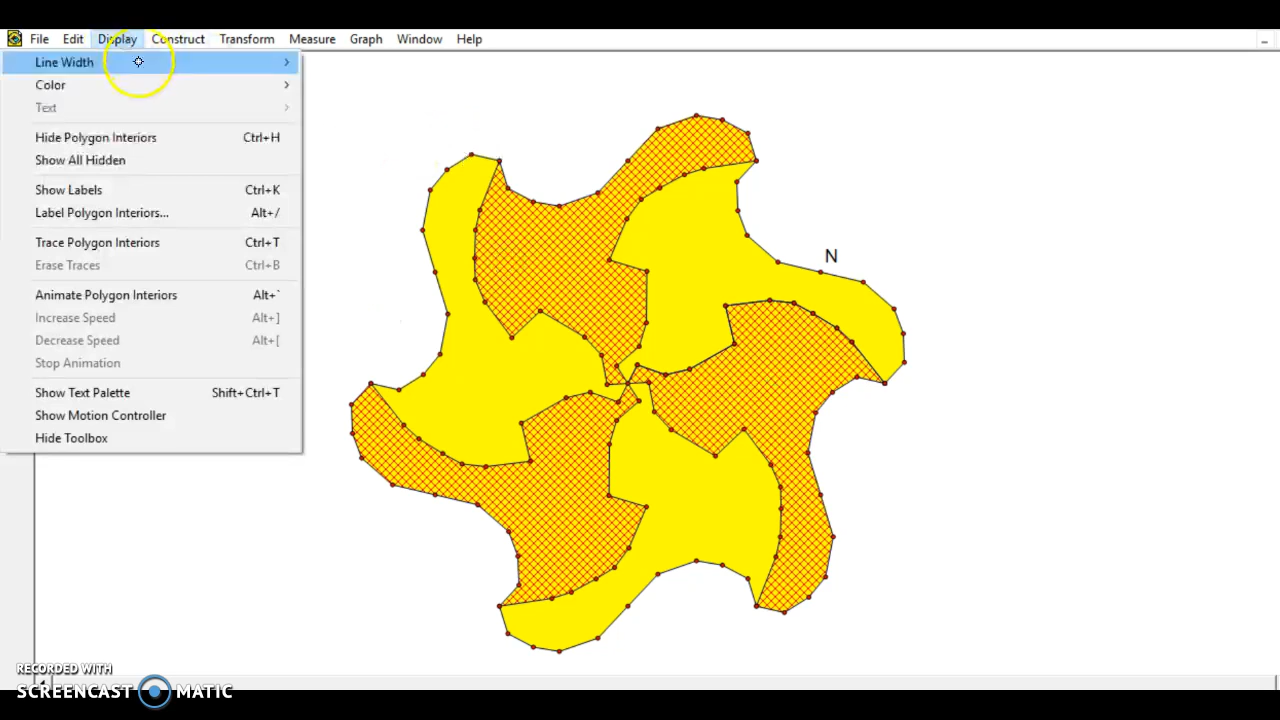 File Edit Display Construct Transform Measure Graph Window Help
Line Width
Color
Text
Hide Polygon Interiors Ctrl+H
Show All Hidden
Show Labels Ctrl+K
Label Polygon Interiors... Alt+/
Trace Polygon Interiors Ctrl+T
Erase Traces Ctrl+B
Animate Polygon Interiors Alt+`
Increase Speed Alt+]
Decrease Speed Alt+[
Stop Animation
Show Text Palette Shift+Ctrl+T
Show Motion Controller
Hide Toolbox
N
RECORDED WITH
SCREENCAST MATIC